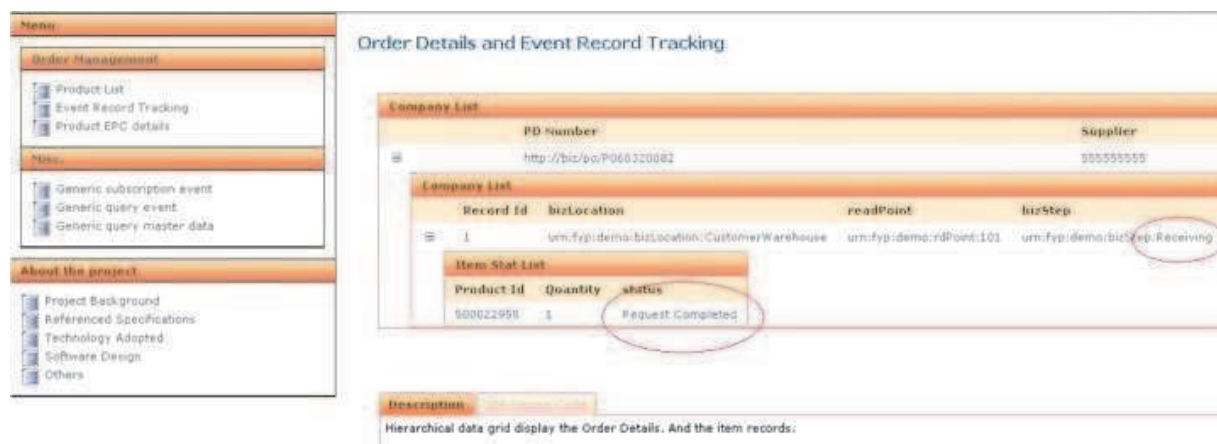 Menu
Order Management
Product List
Event Record Tracking
Product EPC details
Misc.
Generic subscription event
Generic query event
Generic query master data
About the project
Project Background
Referenced Specifications
Technology Adopted
Software Design
Others
Order Details and Event Record Tracking
Company List
PD Number Supplier
http://biz/po/P060320082 555555555
Company List
Record Id bizLocation readPoint bizStep
1 urn:fyp:demo:bizLocation:CustomerWarehouse urn:fyp:demo:rdPoint:101 urn:fyp:demo:bizStep:Receiving
Item Stat List
Product Id Quantity status
500022958 1 Request Completed
Description
Hierarchical data grid display the Order Details. And the item records.